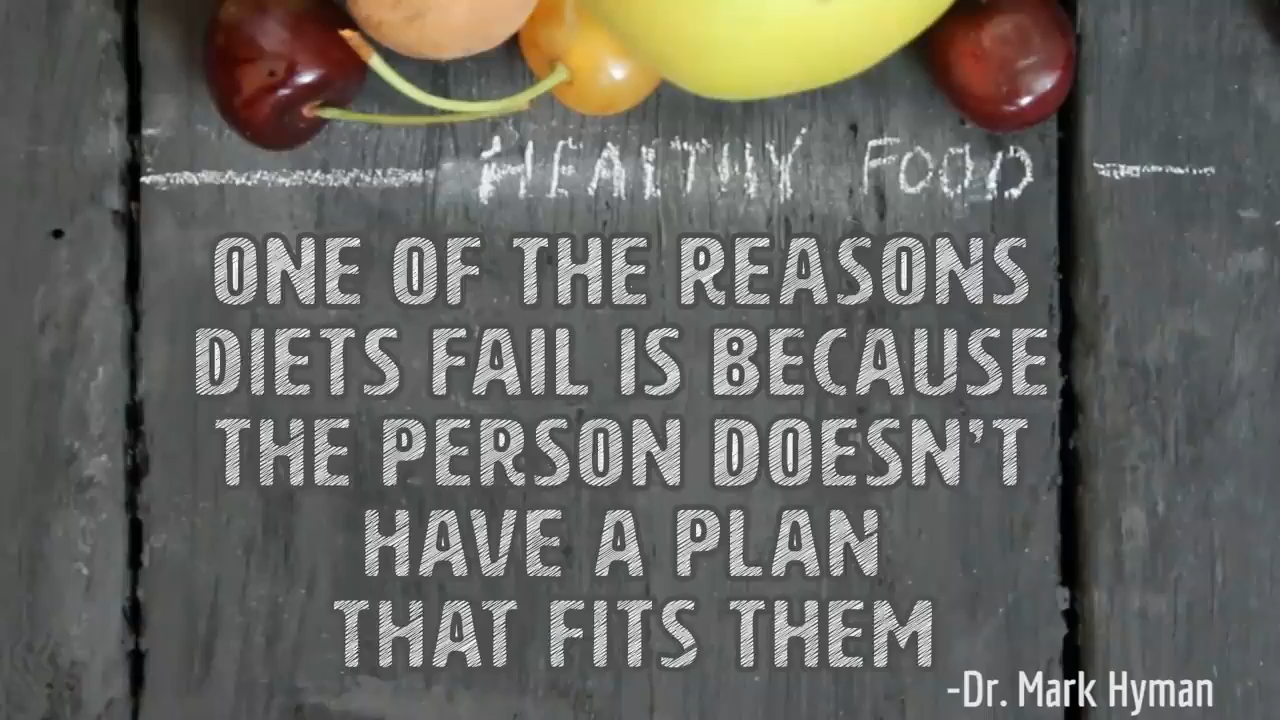 HEALTHY FOOD
ONE OF THE REASONS
DIETS FAIL IS BECAUSE
THE PERSON DOESN'T
HAVE A PLAN
THAT FITS THEM
-Dr. Mark Hyman